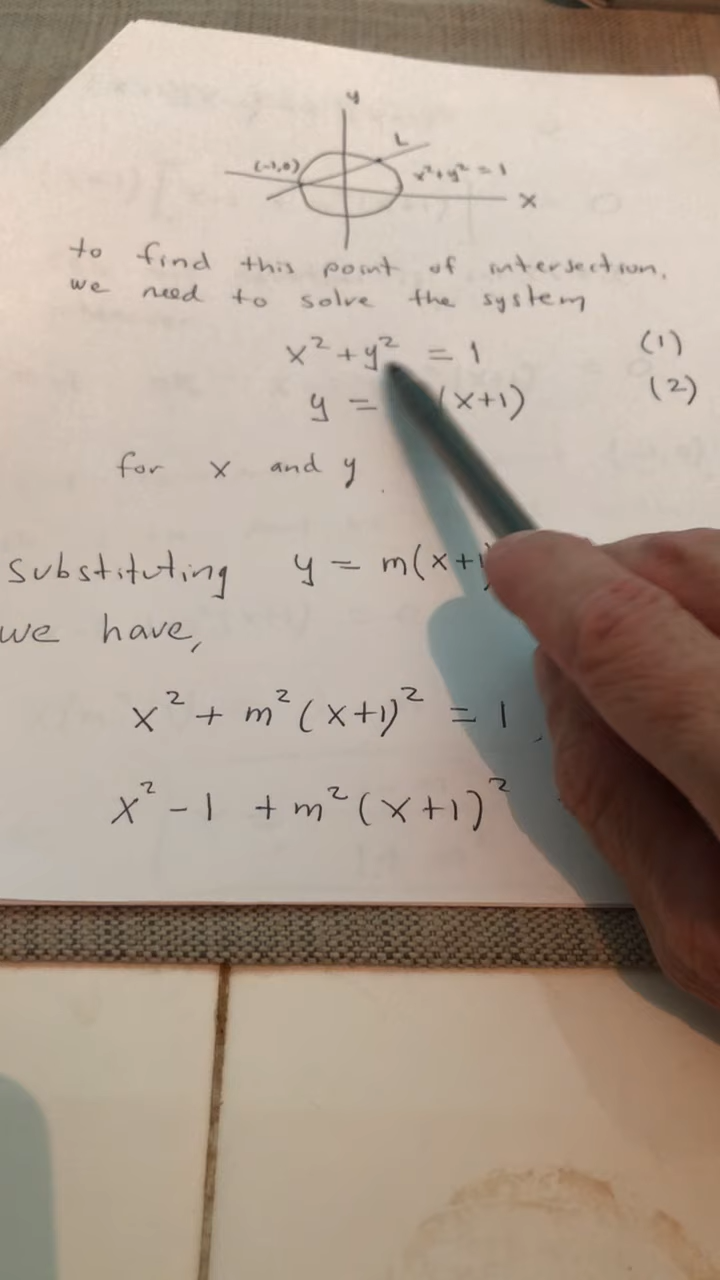 y
L
(-1,0)
x²+y² = 1
x
to find this point of intersection,
we need to solve the system
x² + y² = 1 (1)
y = (x+1) (2)
for x and y
substituting y = m(x+1)
we have,
x² + m²(x+1)² = 1
x² - 1 + m²(x+1)²